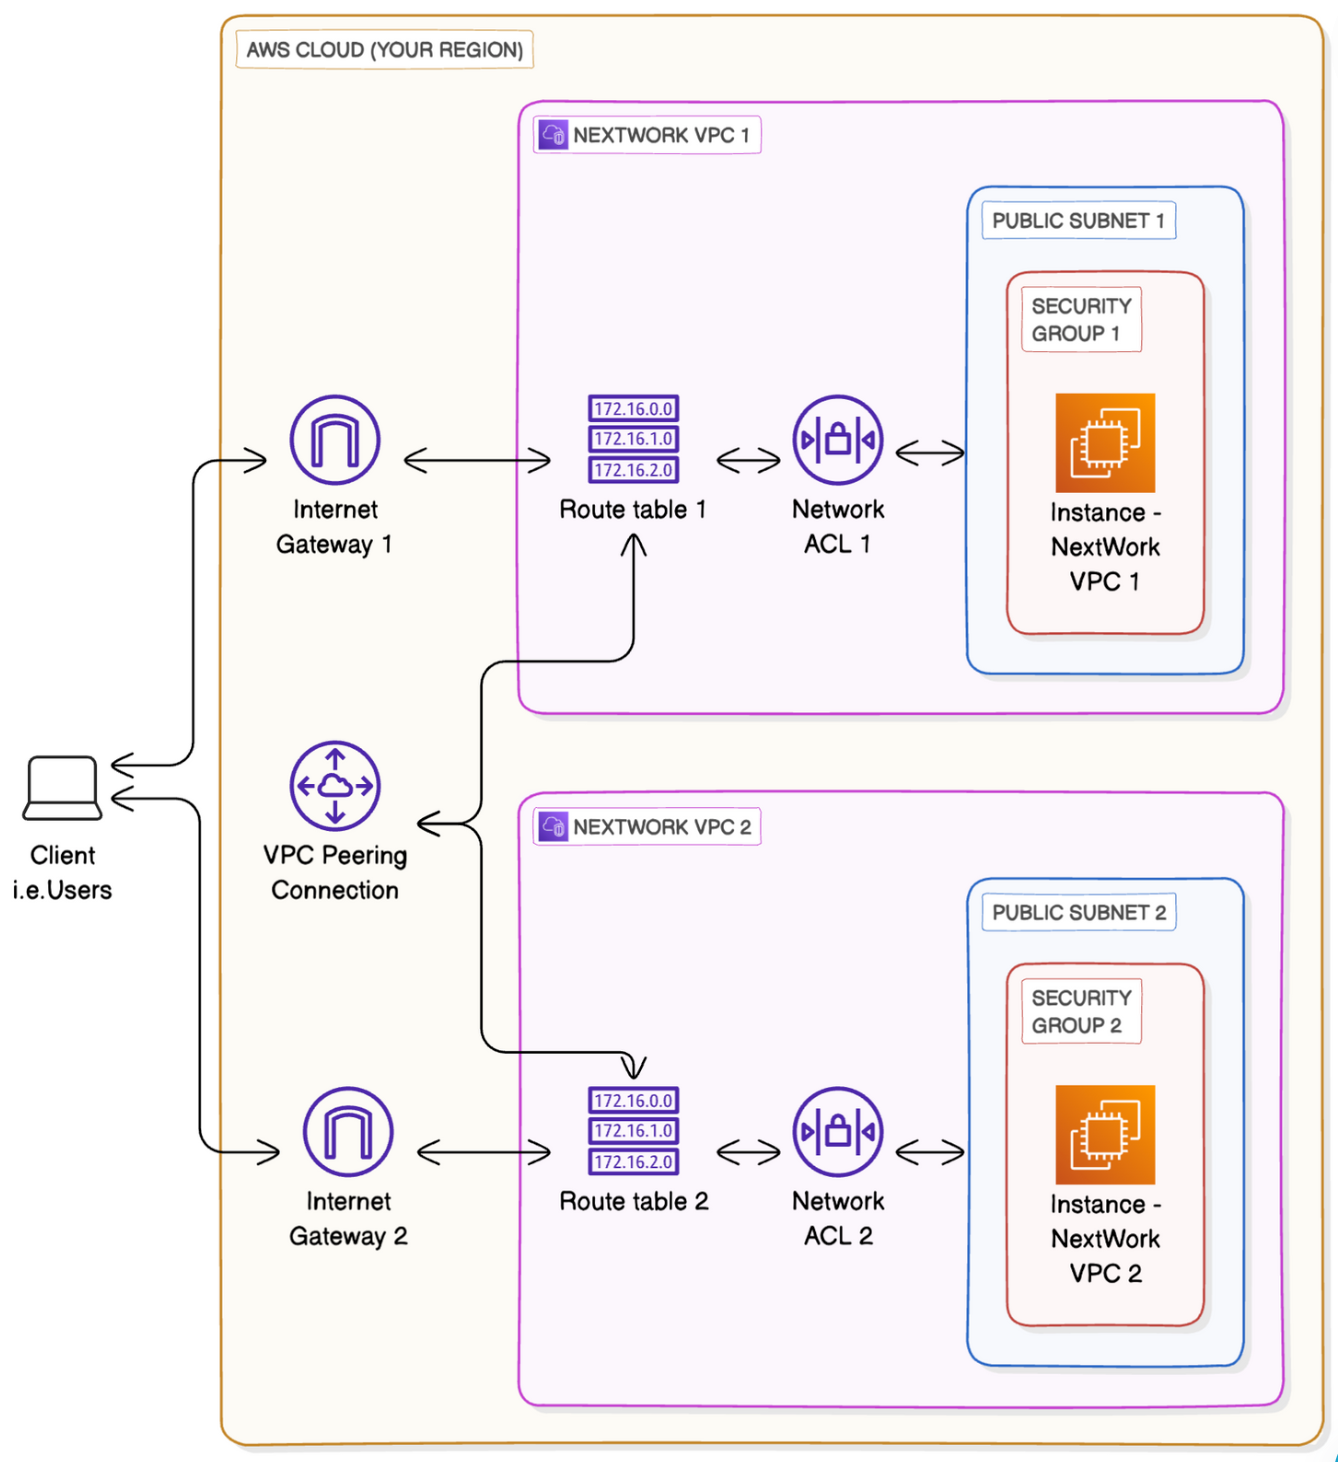 AWS CLOUD (YOUR REGION)
NEXTWORK VPC 1
PUBLIC SUBNET 1
SECURITY
GROUP 1
172.16.0.0
172.16.1.0
172.16.2.0
Internet
Gateway 1
Route table 1
Network
ACL 1
Instance -
NextWork
VPC 1
Client
i.e.Users
VPC Peering
Connection
NEXTWORK VPC 2
PUBLIC SUBNET 2
SECURITY
GROUP 2
172.16.0.0
172.16.1.0
172.16.2.0
Internet
Gateway 2
Route table 2
Network
ACL 2
Instance -
NextWork
VPC 2